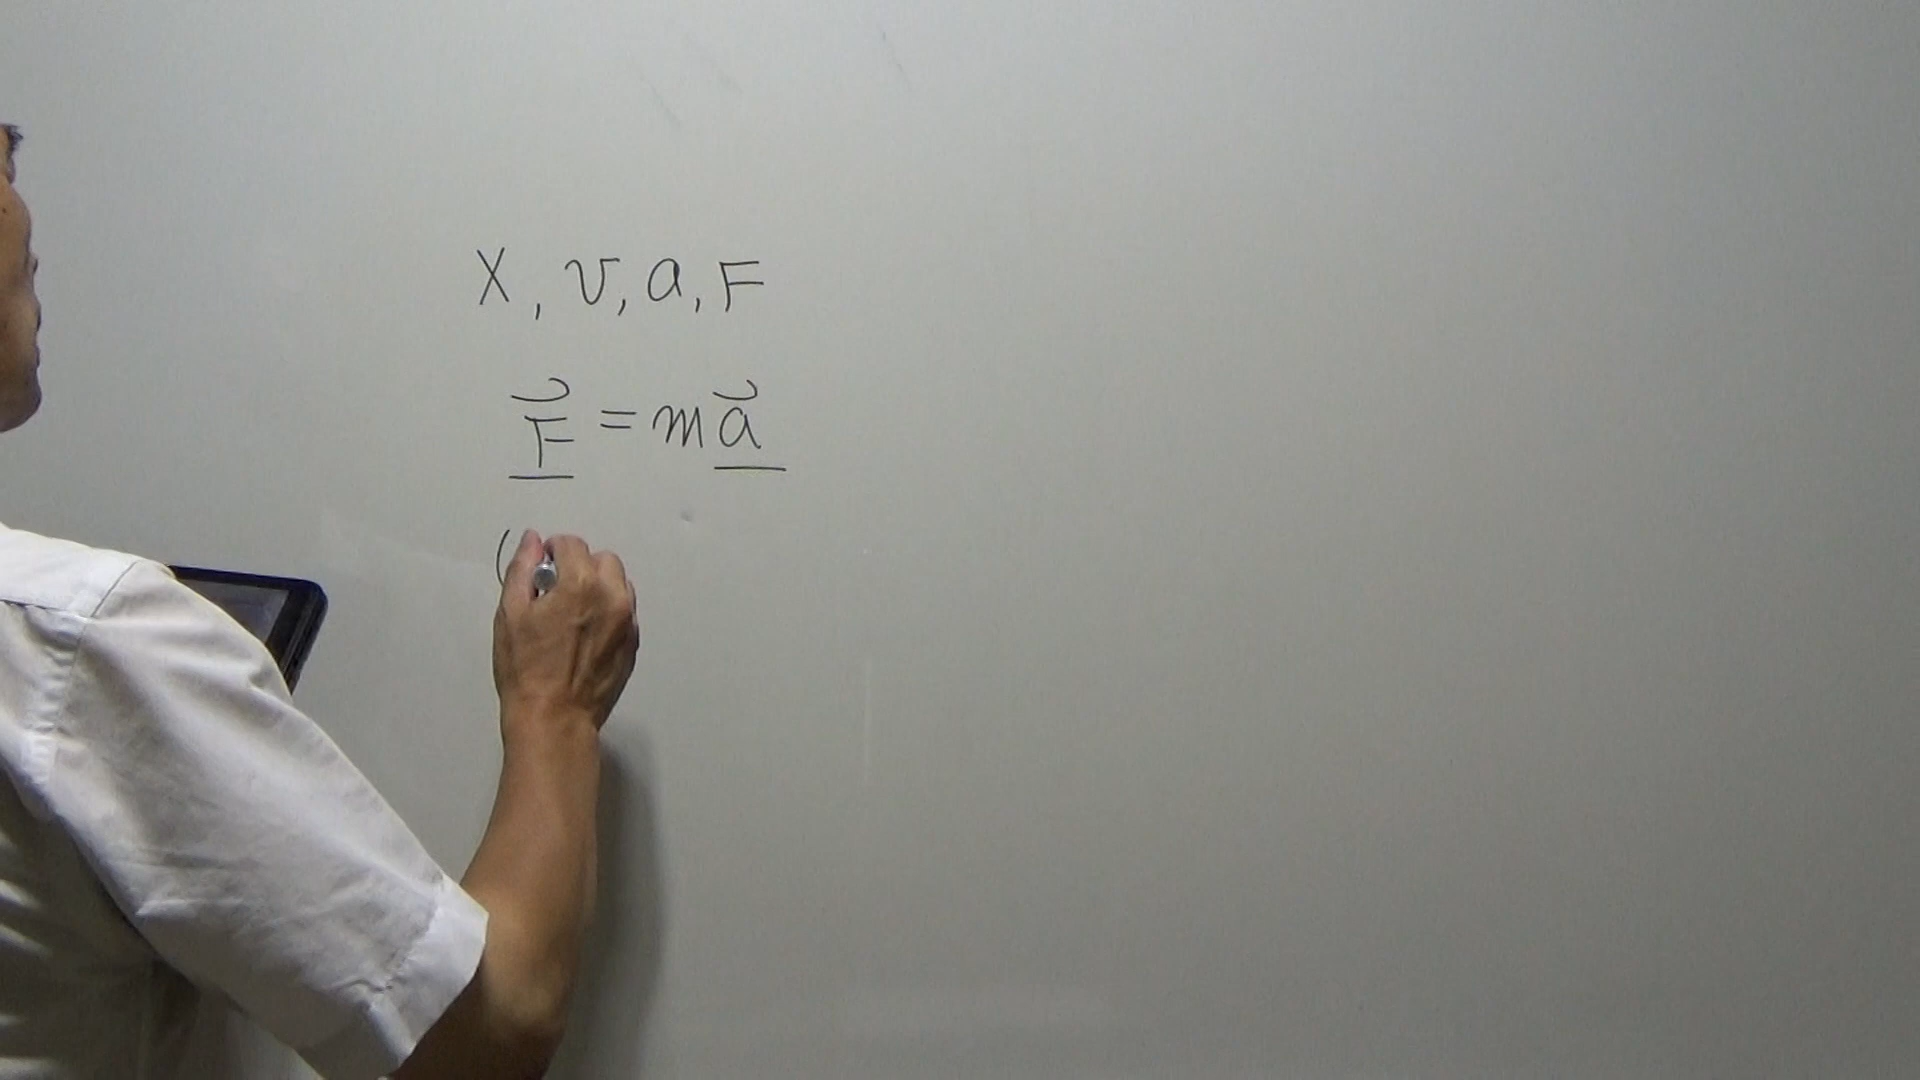 x, v, a, F
F⃗ = ma⃗
(